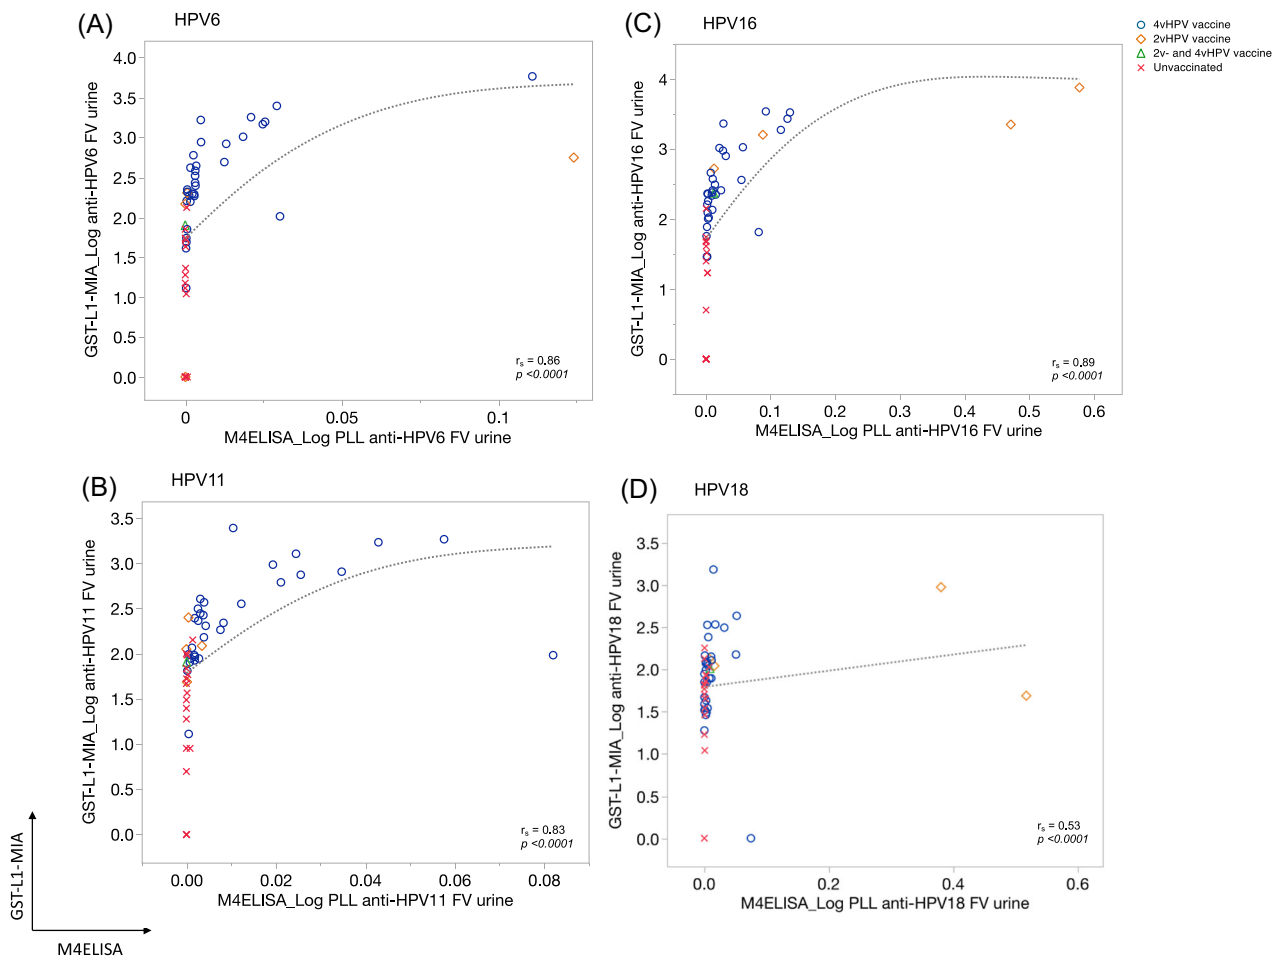 (A)
HPV6
GST-L1-MIA_Log anti-HPV6 FV urine
4.0
3.5
3.0
2.5
2.0
1.5
1.0
0.5
0.0
r_s = 0.86
p <0.0001
0
0.05
0.1
M4ELISA_Log PLL anti-HPV6 FV urine
(C)
HPV16
GST-L1-MIA_Log anti-HPV16 FV urine
4
3
2
1
0
r_s = 0.89
p <0.0001
0.0
0.1
0.2
0.3
0.4
0.5
0.6
M4ELISA_Log PLL anti-HPV16 FV urine
4vHPV vaccine
2vHPV vaccine
2v- and 4vHPV vaccine
Unvaccinated
(B)
HPV11
GST-L1-MIA_Log anti-HPV11 FV urine
3.5
3.0
2.5
2.0
1.5
1.0
0.5
0.0
r_s = 0.83
p <0.0001
0.00
0.02
0.04
0.06
0.08
M4ELISA_Log PLL anti-HPV11 FV urine
(D)
HPV18
GST-L1-MIA_Log anti-HPV18 FV urine
3.5
3.0
2.5
2.0
1.5
1.0
0.5
0.0
r_s = 0.53
p <0.0001
0.0
0.2
0.4
0.6
M4ELISA_Log PLL anti-HPV18 FV urine
GST-L1-MIA
M4ELISA